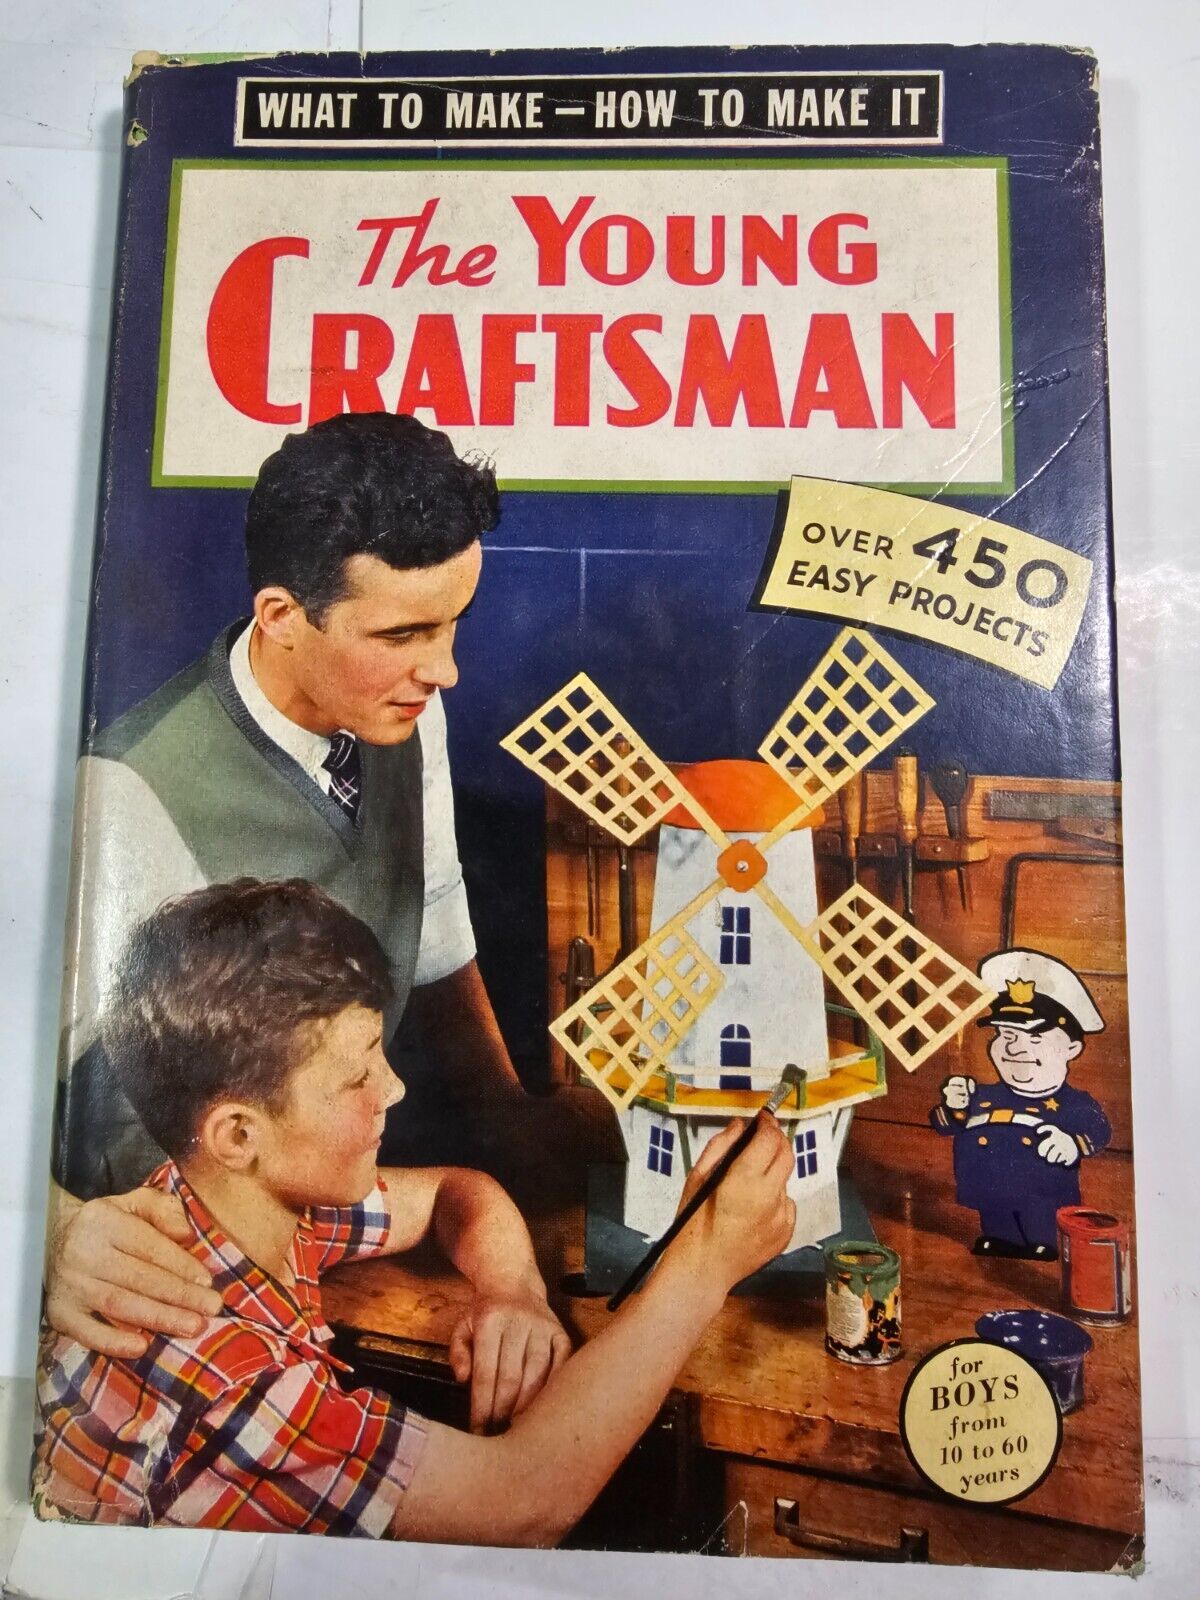 WHAT TO MAKE — HOW TO MAKE IT
The YOUNG
CRAFTSMAN
OVER 450
EASY PROJECTS
for
BOYS
from
10 to 60
years